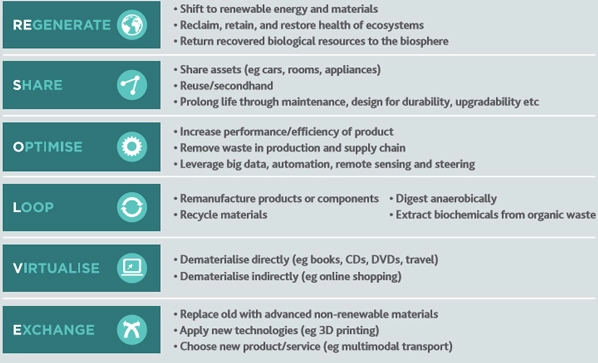 REGENERATE
• Shift to renewable energy and materials
• Reclaim, retain, and restore health of ecosystems
• Return recovered biological resources to the biosphere
SHARE
• Share assets (eg cars, rooms, appliances)
• Reuse/secondhand
• Prolong life through maintenance, design for durability, upgradability etc
OPTIMISE
• Increase performance/efficiency of product
• Remove waste in production and supply chain
• Leverage big data, automation, remote sensing and steering
LOOP
• Remanufacture products or components
• Recycle materials
• Digest anaerobically
• Extract biochemicals from organic waste
VIRTUALISE
• Dematerialise directly (eg books, CDs, DVDs, travel)
• Dematerialise indirectly (eg online shopping)
EXCHANGE
• Replace old with advanced non-renewable materials
• Apply new technologies (eg 3D printing)
• Choose new product/service (eg multimodal transport)